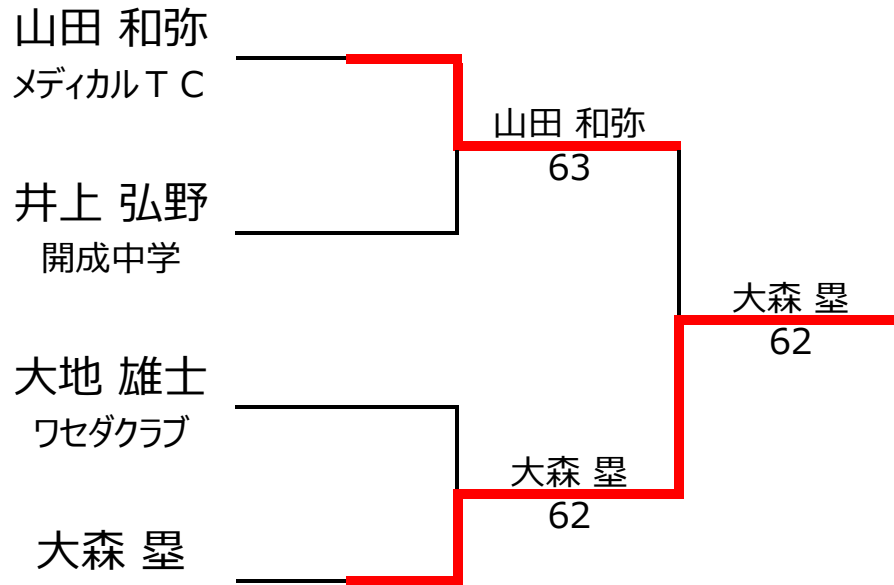 山田 和弥
メディカルＴＣ
山田 和弥
63
井上 弘野
開成中学
大森 塁
62
大地 雄士
ワセダクラブ
大森 塁
62
大森 塁